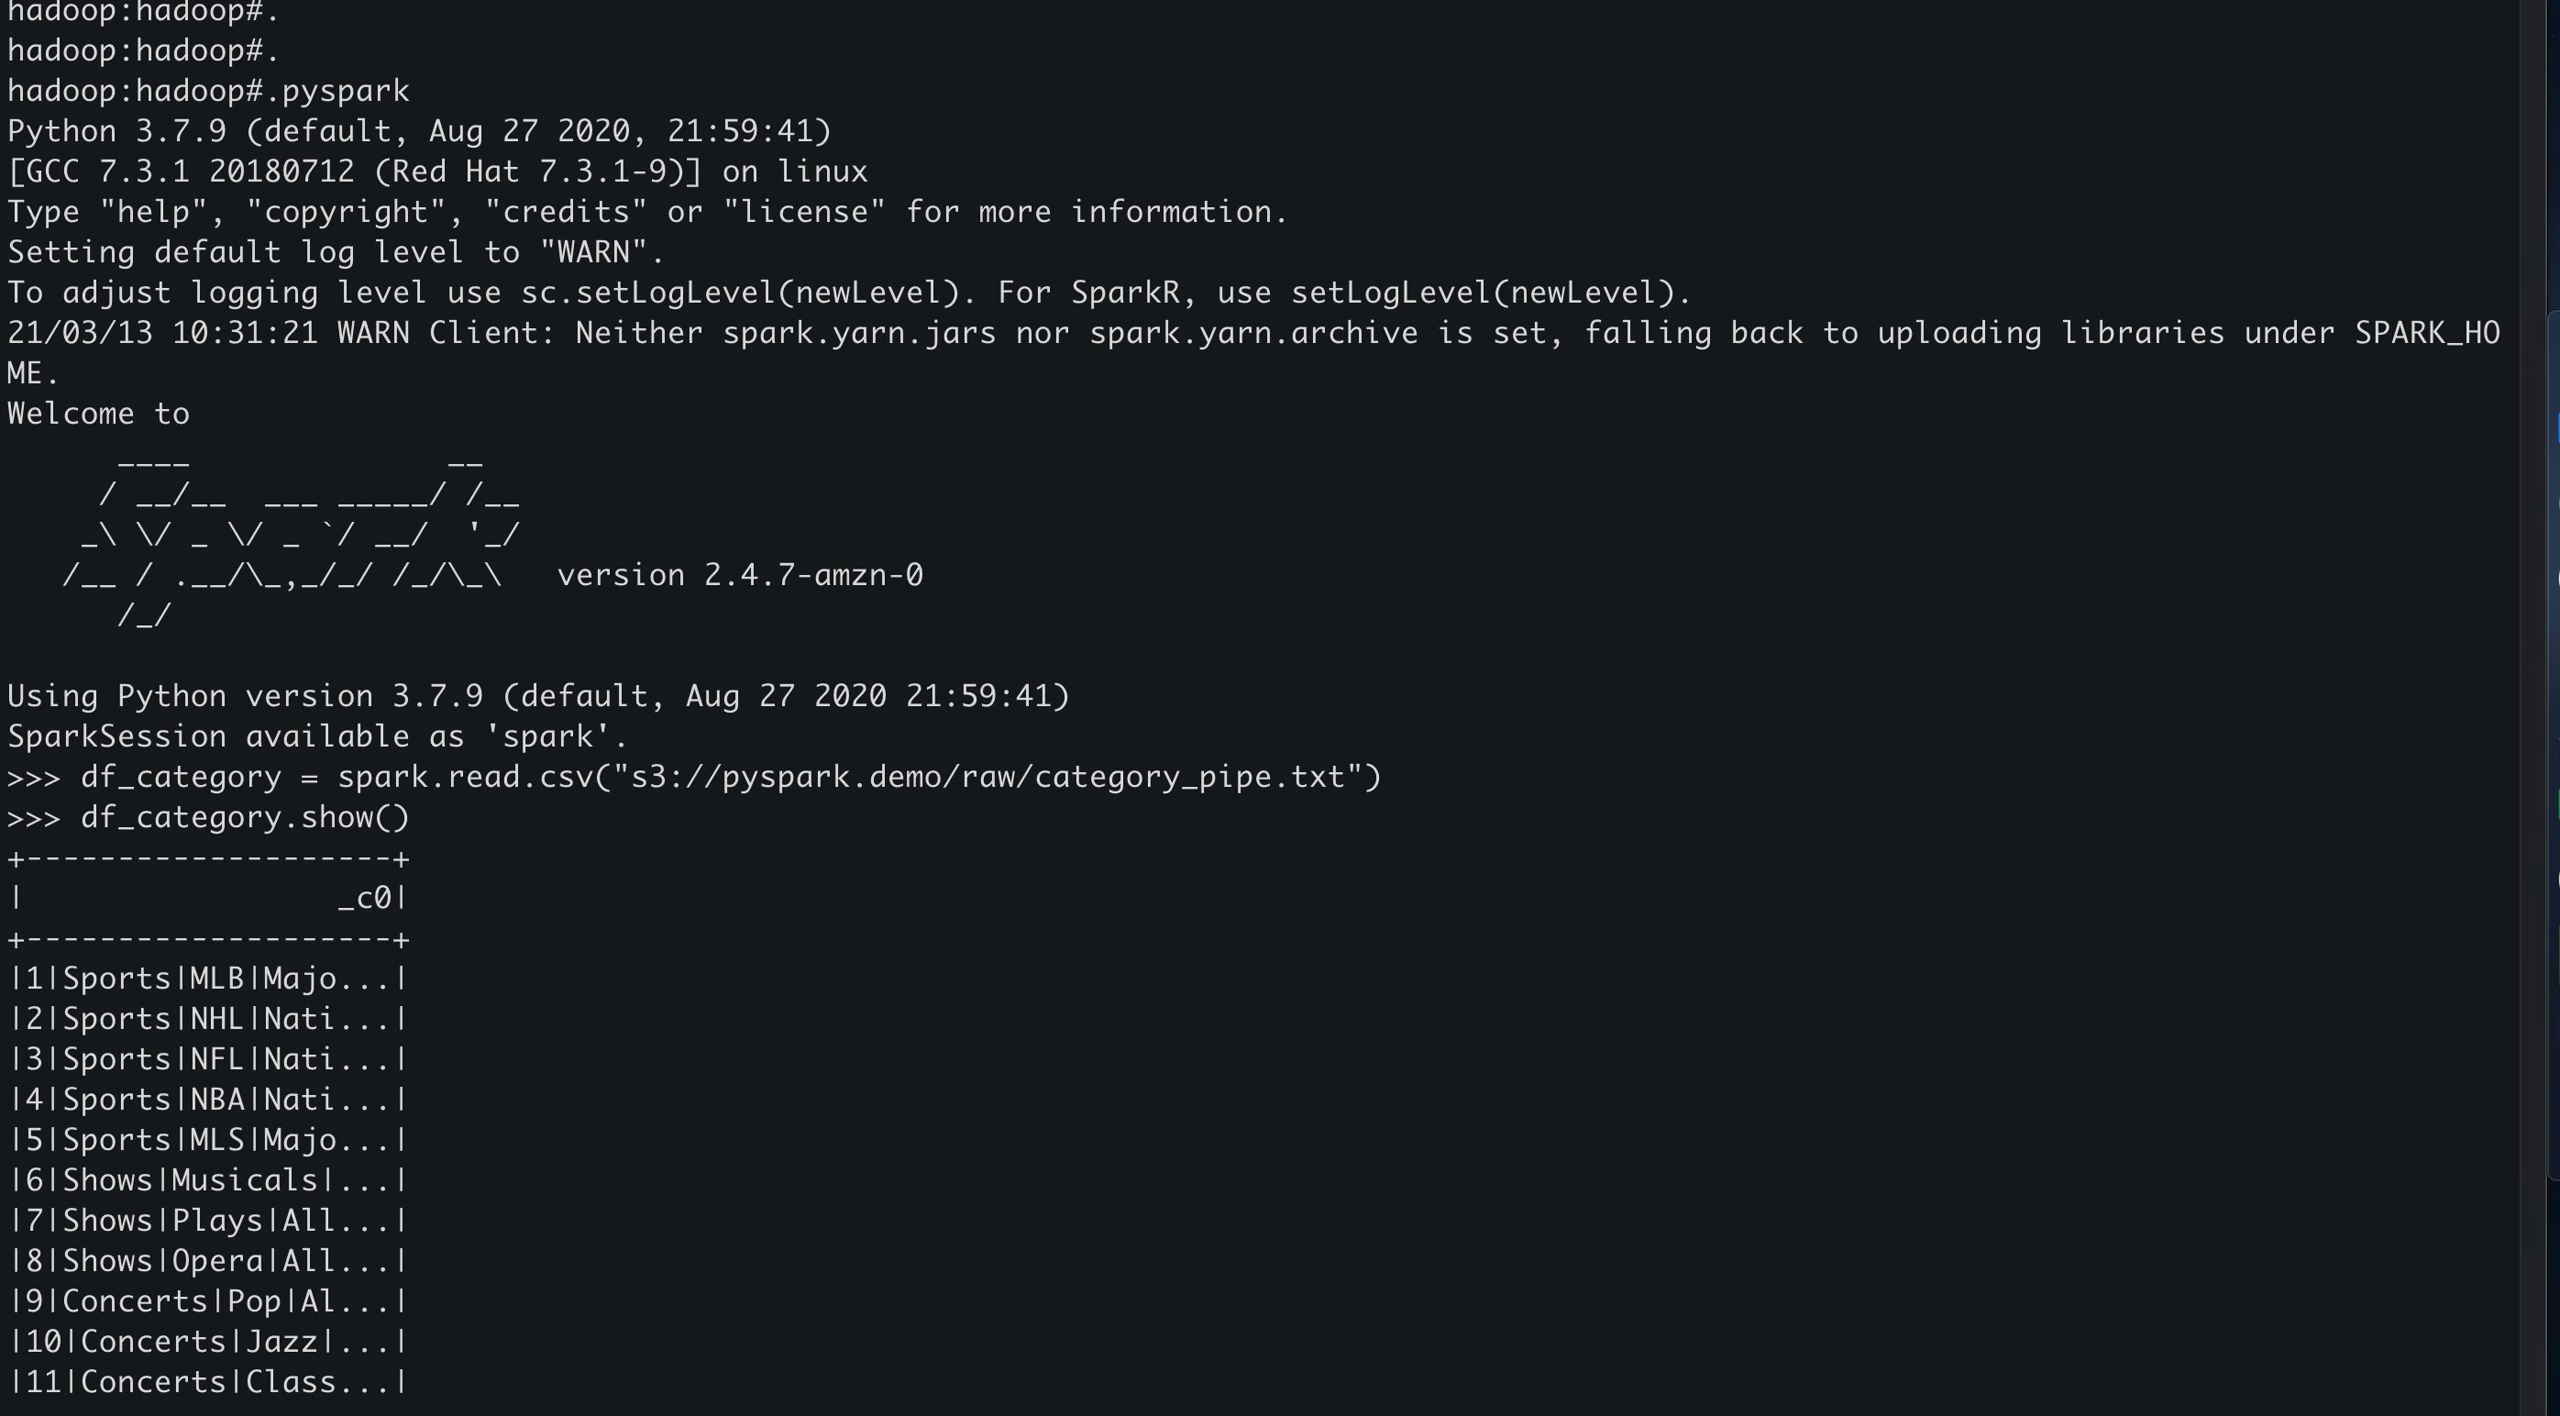 hadoop:hadoop#.
hadoop:hadoop#.
hadoop:hadoop#.pyspark
Python 3.7.9 (default, Aug 27 2020, 21:59:41)
[GCC 7.3.1 20180712 (Red Hat 7.3.1-9)] on linux
Type "help", "copyright", "credits" or "license" for more information.
Setting default log level to "WARN".
To adjust logging level use sc.setLogLevel(newLevel). For SparkR, use setLogLevel(newLevel).
21/03/13 10:31:21 WARN Client: Neither spark.yarn.jars nor spark.yarn.archive is set, falling back to uploading libraries under SPARK_HO
ME.
Welcome to
      ____              __
     / __/__  ___ _____/ /__
    _\ \/ _ \/ _ `/ __/  '_/
   /__ / .__/\_,_/_/ /_/\_\   version 2.4.7-amzn-0
      /_/
Using Python version 3.7.9 (default, Aug 27 2020 21:59:41)
SparkSession available as 'spark'.
>>> df_category = spark.read.csv("s3://pyspark.demo/raw/category_pipe.txt")
>>> df_category.show()
+--------------------+
|                 _c0|
+--------------------+
|1|Sports|MLB|Majo...|
|2|Sports|NHL|Nati...|
|3|Sports|NFL|Nati...|
|4|Sports|NBA|Nati...|
|5|Sports|MLS|Majo...|
|6|Shows|Musicals|...|
|7|Shows|Plays|All...|
|8|Shows|Opera|All...|
|9|Concerts|Pop|Al...|
|10|Concerts|Jazz|...|
|11|Concerts|Class...|